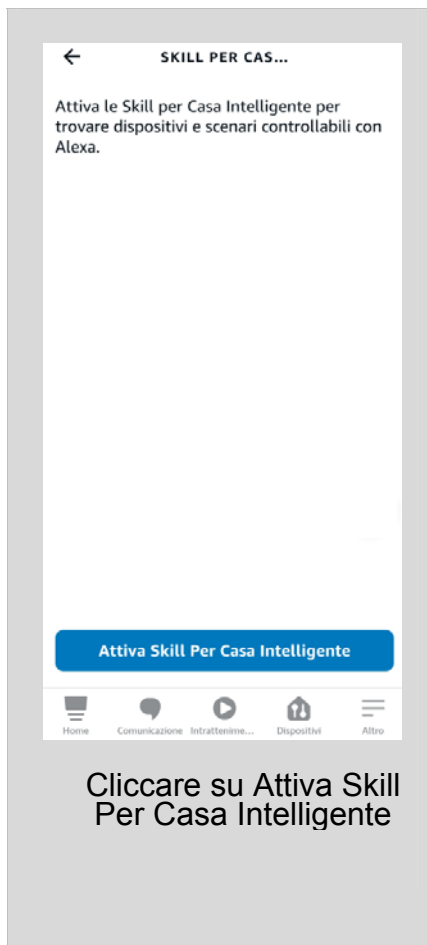 SKILL PER CAS...
Attiva le Skill per Casa Intelligente per
trovare dispositivi e scenari controllabili con
Alexa.
Attiva Skill Per Casa Intelligente
Home Comunicazione Intrattenime... Dispositivi Altro
Cliccare su Attiva Skill
Per Casa Intelligente